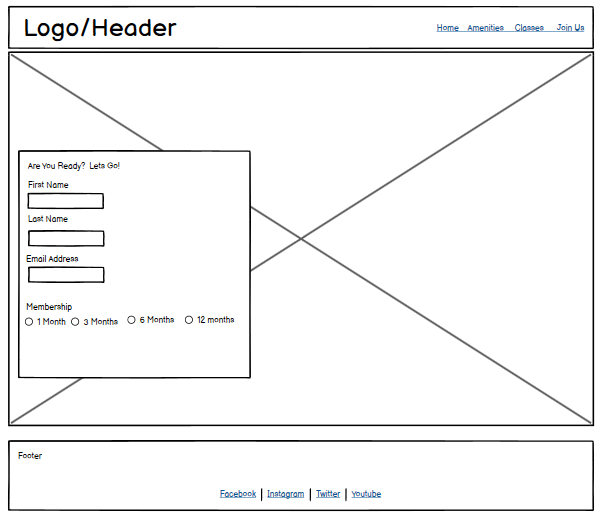 Logo/Header
Home Amenities Classes Join Us
Are You Ready? Lets Go!
First Name
Last Name
Email Address
Membership
1 Month 3 Months 6 Months 12 months
Footer
Facebook | Instagram | Twitter | Youtube